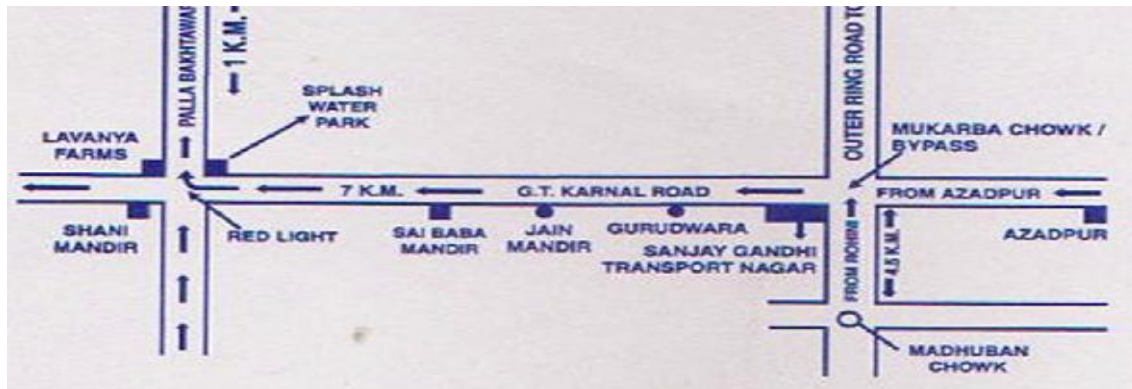 PALLA BAKHTAWAR
1 K.M.
OUTER RING ROAD TO
SPLASH
WATER
PARK
LAVANYA
FARMS
MUKARBA CHOWK /
BYPASS
7 K.M.
G.T. KARNAL ROAD
FROM AZADPUR
SHANI
MANDIR
RED LIGHT
SAI BABA
MANDIR
JAIN
MANDIR
GURUDWARA
SANJAY GANDHI
TRANSPORT NAGAR
FROM ROHINI
4.5 K.M.
AZADPUR
MADHUBAN
CHOWK